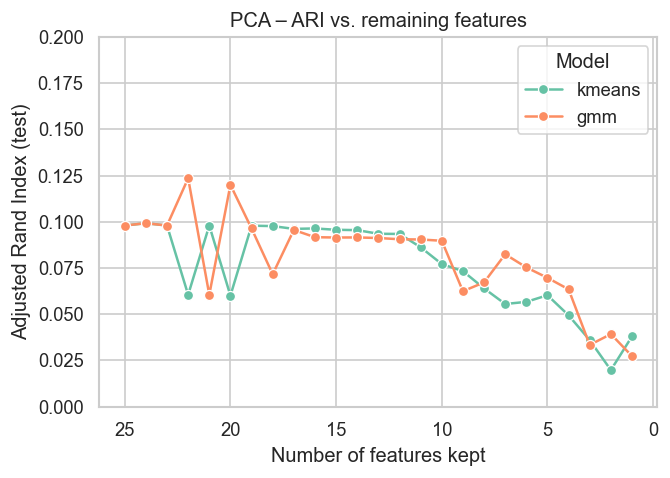 PCA – ARI vs. remaining features
Adjusted Rand Index (test)
0.200
0.175
0.150
0.125
0.100
0.075
0.050
0.025
0.000
Model
kmeans
gmm
25
20
15
10
5
0
Number of features kept